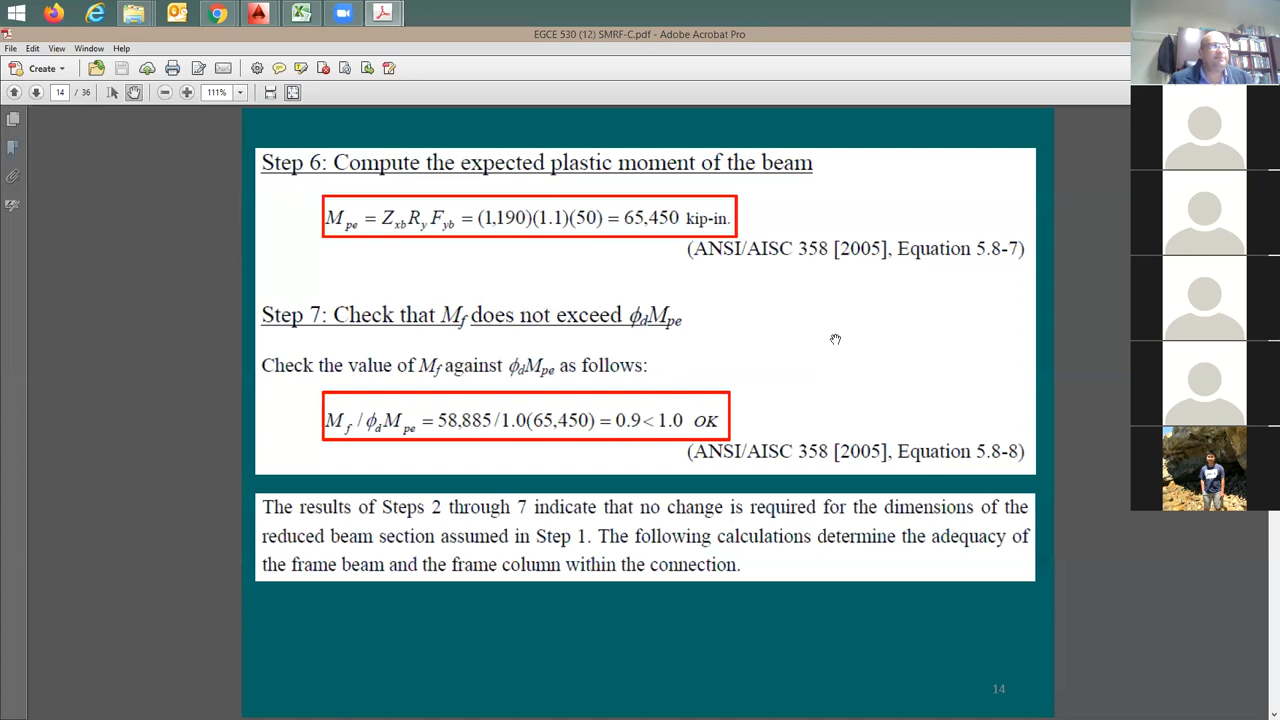 EGCE 530 (12) SMRF-C.pdf - Adobe Acrobat Pro
File Edit View Window Help
Create
14 / 36 111%
Step 6: Compute the expected plastic moment of the beam
M_pe = Z_xb R_y F_yb = (1,190)(1.1)(50) = 65,450 kip-in.
(ANSI/AISC 358 [2005], Equation 5.8-7)
Step 7: Check that M_f does not exceed ϕ_d M_pe
Check the value of M_f against ϕ_d M_pe as follows:
M_f / ϕ_d M_pe = 58,885/1.0(65,450) = 0.9 < 1.0 OK
(ANSI/AISC 358 [2005], Equation 5.8-8)
The results of Steps 2 through 7 indicate that no change is required for the dimensions of the
reduced beam section assumed in Step 1. The following calculations determine the adequacy of
the frame beam and the frame column within the connection.
14